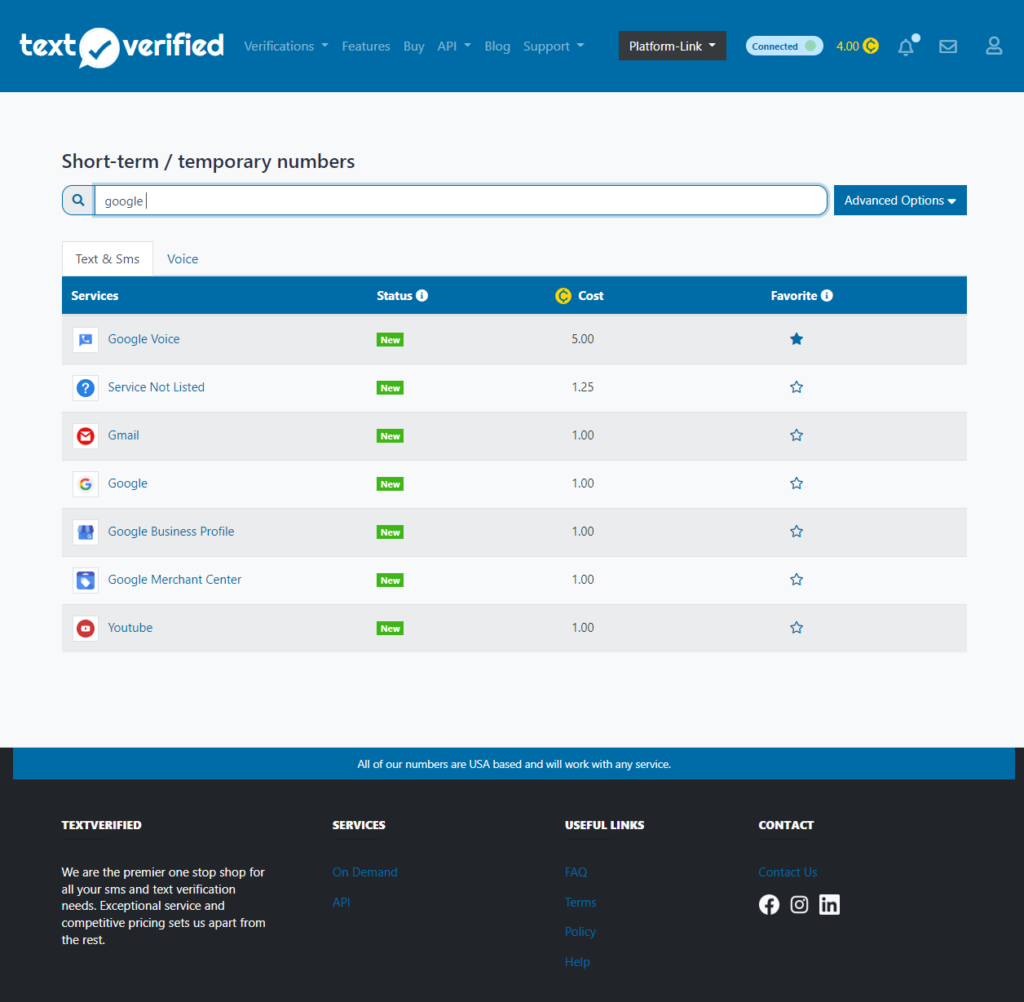 text verified Verifications Features Buy API Blog Support Platform-Link Connected 4.00
Short-term / temporary numbers
google
Advanced Options
Text & Sms Voice
Services Status Cost Favorite
Google Voice New 5.00
Service Not Listed New 1.25
Gmail New 1.00
Google New 1.00
Google Business Profile New 1.00
Google Merchant Center New 1.00
Youtube New 1.00
All of our numbers are USA based and will work with any service.
TEXTVERIFIED
We are the premier one stop shop for
all your sms and text verification
needs. Exceptional service and
competitive pricing sets us apart from
the rest.
SERVICES
On Demand
API
USEFUL LINKS
FAQ
Terms
Policy
Help
CONTACT
Contact Us